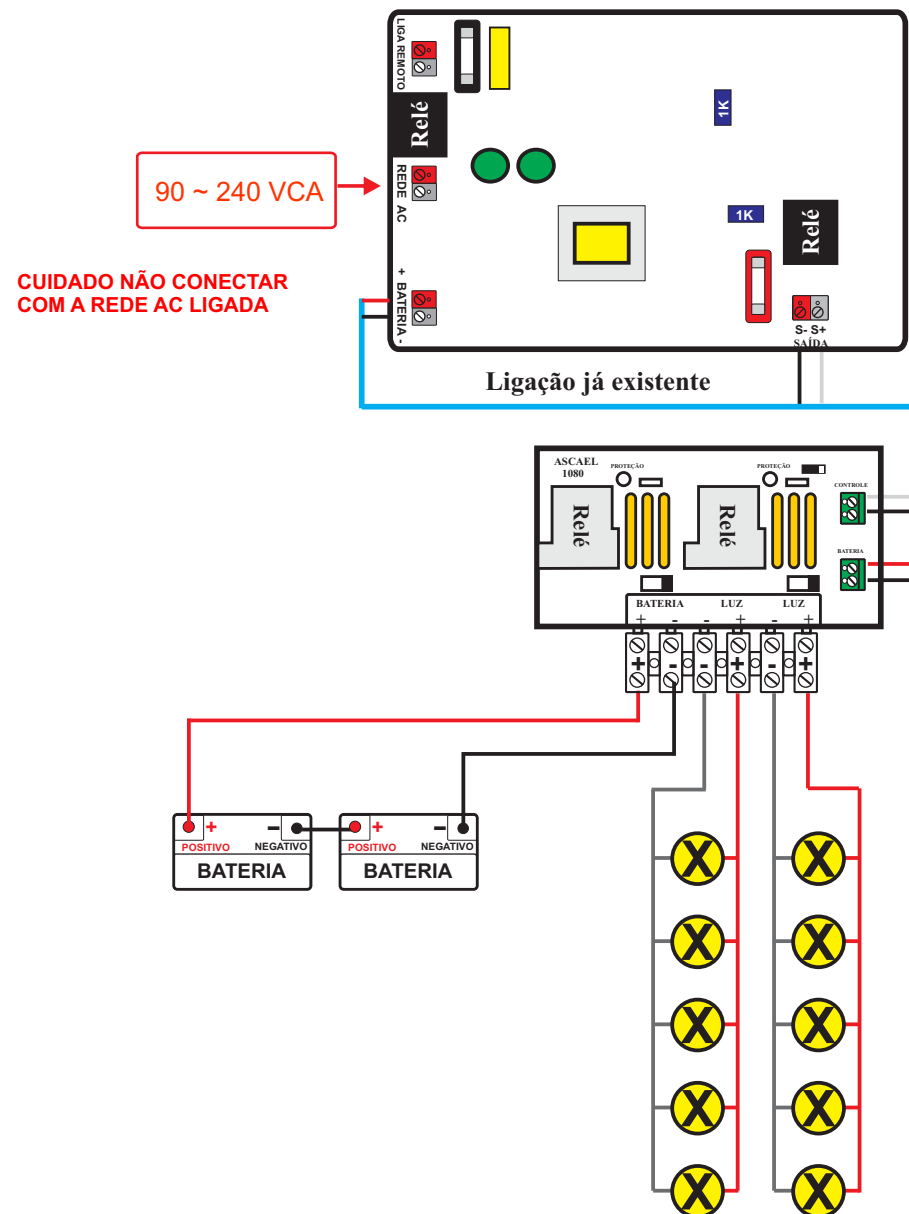 LIGA REMOTO
Relé
1K
90 ~ 240 VCA
REDE AC
1K
Relé
CUIDADO NÃO CONECTAR
COM A REDE AC LIGADA
+ BATERIA -
S- S+
SAÍDA
Ligação já existente
ASCAEL
1080
PROTEÇÃO
PROTEÇÃO
CONTROLE
Relé
Relé
BATERIA
BATERIA LUZ LUZ
+ - - + - +
+ - - + - +
+ - + -
POSITIVO NEGATIVO POSITIVO NEGATIVO
BATERIA BATERIA
X X
X X
X X
X X
X X